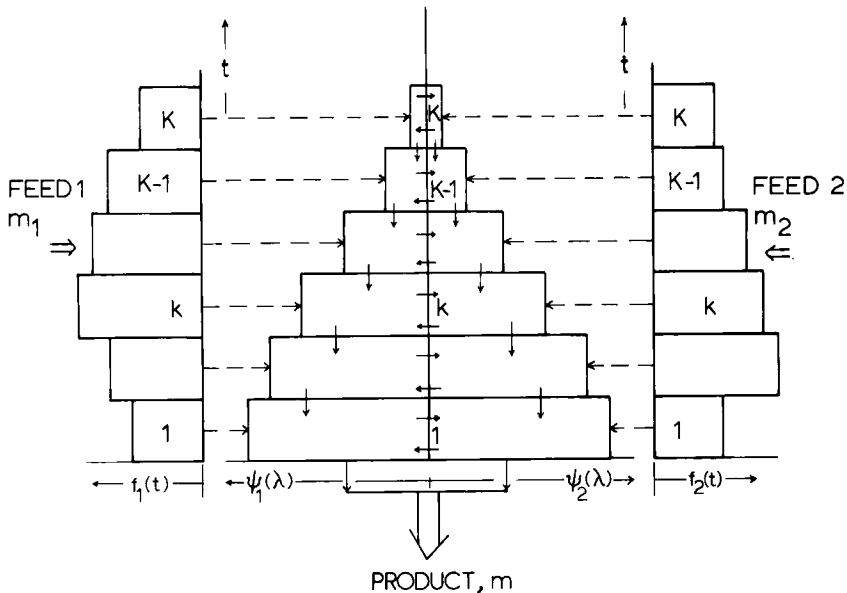 t
t
K
K
K
K-1
K-1
K-1
FEED 1
m₁
FEED 2
m₂
k
k
k
1
1
1
f₁(t)
ψ₁(λ)
ψ₂(λ)
f₂(t)
PRODUCT, m